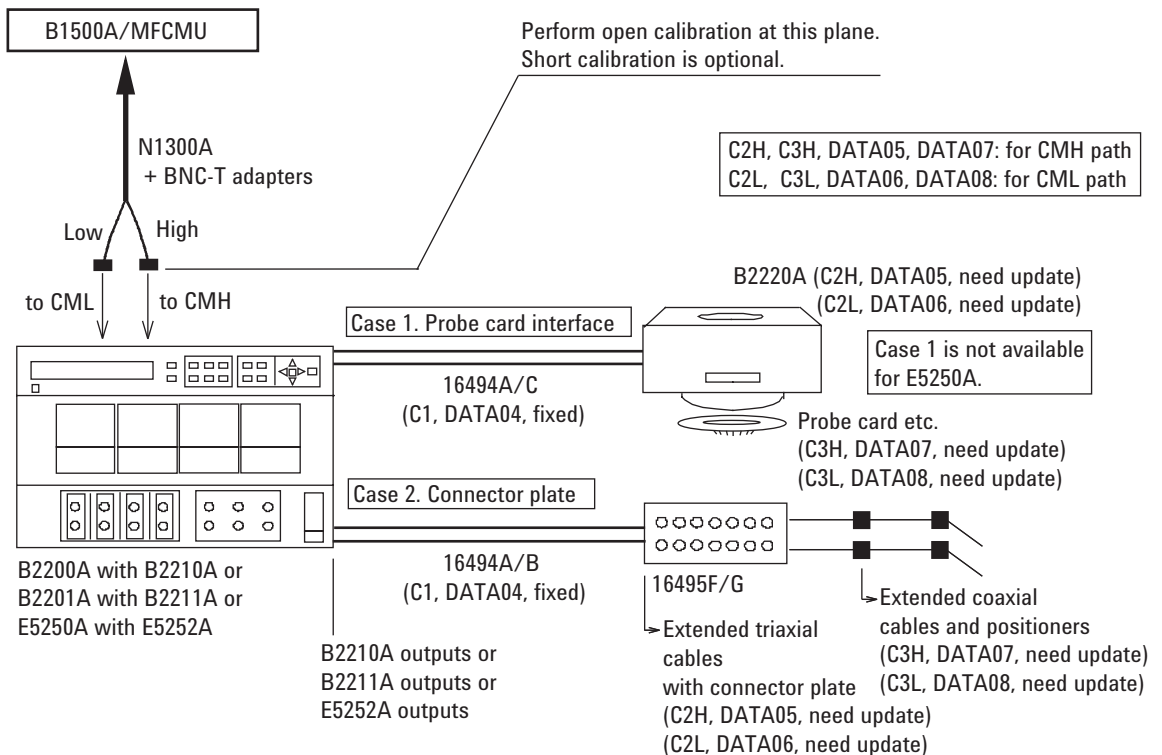 B1500A/MFCMU
Perform open calibration at this plane.
Short calibration is optional.
N1300A
+ BNC-T adapters
C2H, C3H, DATA05, DATA07: for CMH path
C2L, C3L, DATA06, DATA08: for CML path
Low
High
to CML
to CMH
B2220A (C2H, DATA05, need update)
(C2L, DATA06, need update)
Case 1. Probe card interface
Case 1 is not available
for E5250A.
16494A/C
(C1, DATA04, fixed)
Probe card etc.
(C3H, DATA07, need update)
(C3L, DATA08, need update)
Case 2. Connector plate
16494A/B
(C1, DATA04, fixed)
16495F/G
B2200A with B2210A or
B2201A with B2211A or
E5250A with E5252A
B2210A outputs or
B2211A outputs or
E5252A outputs
Extended triaxial
cables
with connector plate
(C2H, DATA05, need update)
(C2L, DATA06, need update)
Extended coaxial
cables and positioners
(C3H, DATA07, need update)
(C3L, DATA08, need update)